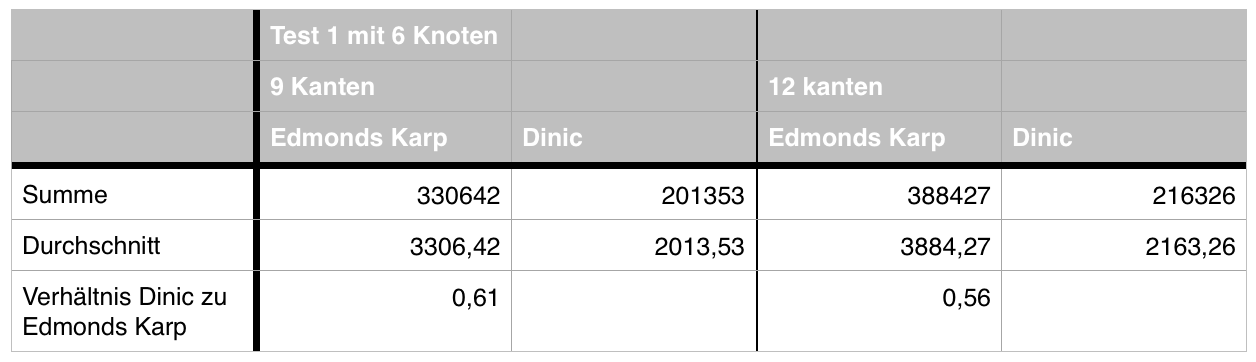 Test 1 mit 6 Knoten
9 Kanten 12 kanten
Edmonds Karp Dinic Edmonds Karp Dinic
Summe 330642 201353 388427 216326
Durchschnitt 3306,42 2013,53 3884,27 2163,26
Verhältnis Dinic zu 0,61 0,56
Edmonds Karp